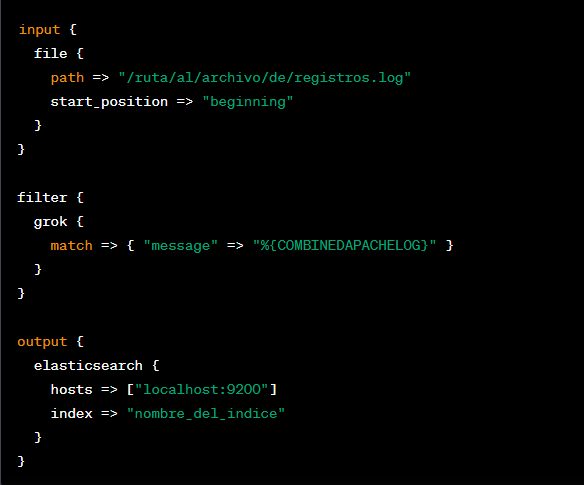 input {
  file {
    path => "/ruta/al/archivo/de/registros.log"
    start_position => "beginning"
  }
}

filter {
  grok {
    match => { "message" => "%{COMBINEDAPACHELOG}" }
  }
}

output {
  elasticsearch {
    hosts => ["localhost:9200"]
    index => "nombre_del_indice"
  }
}